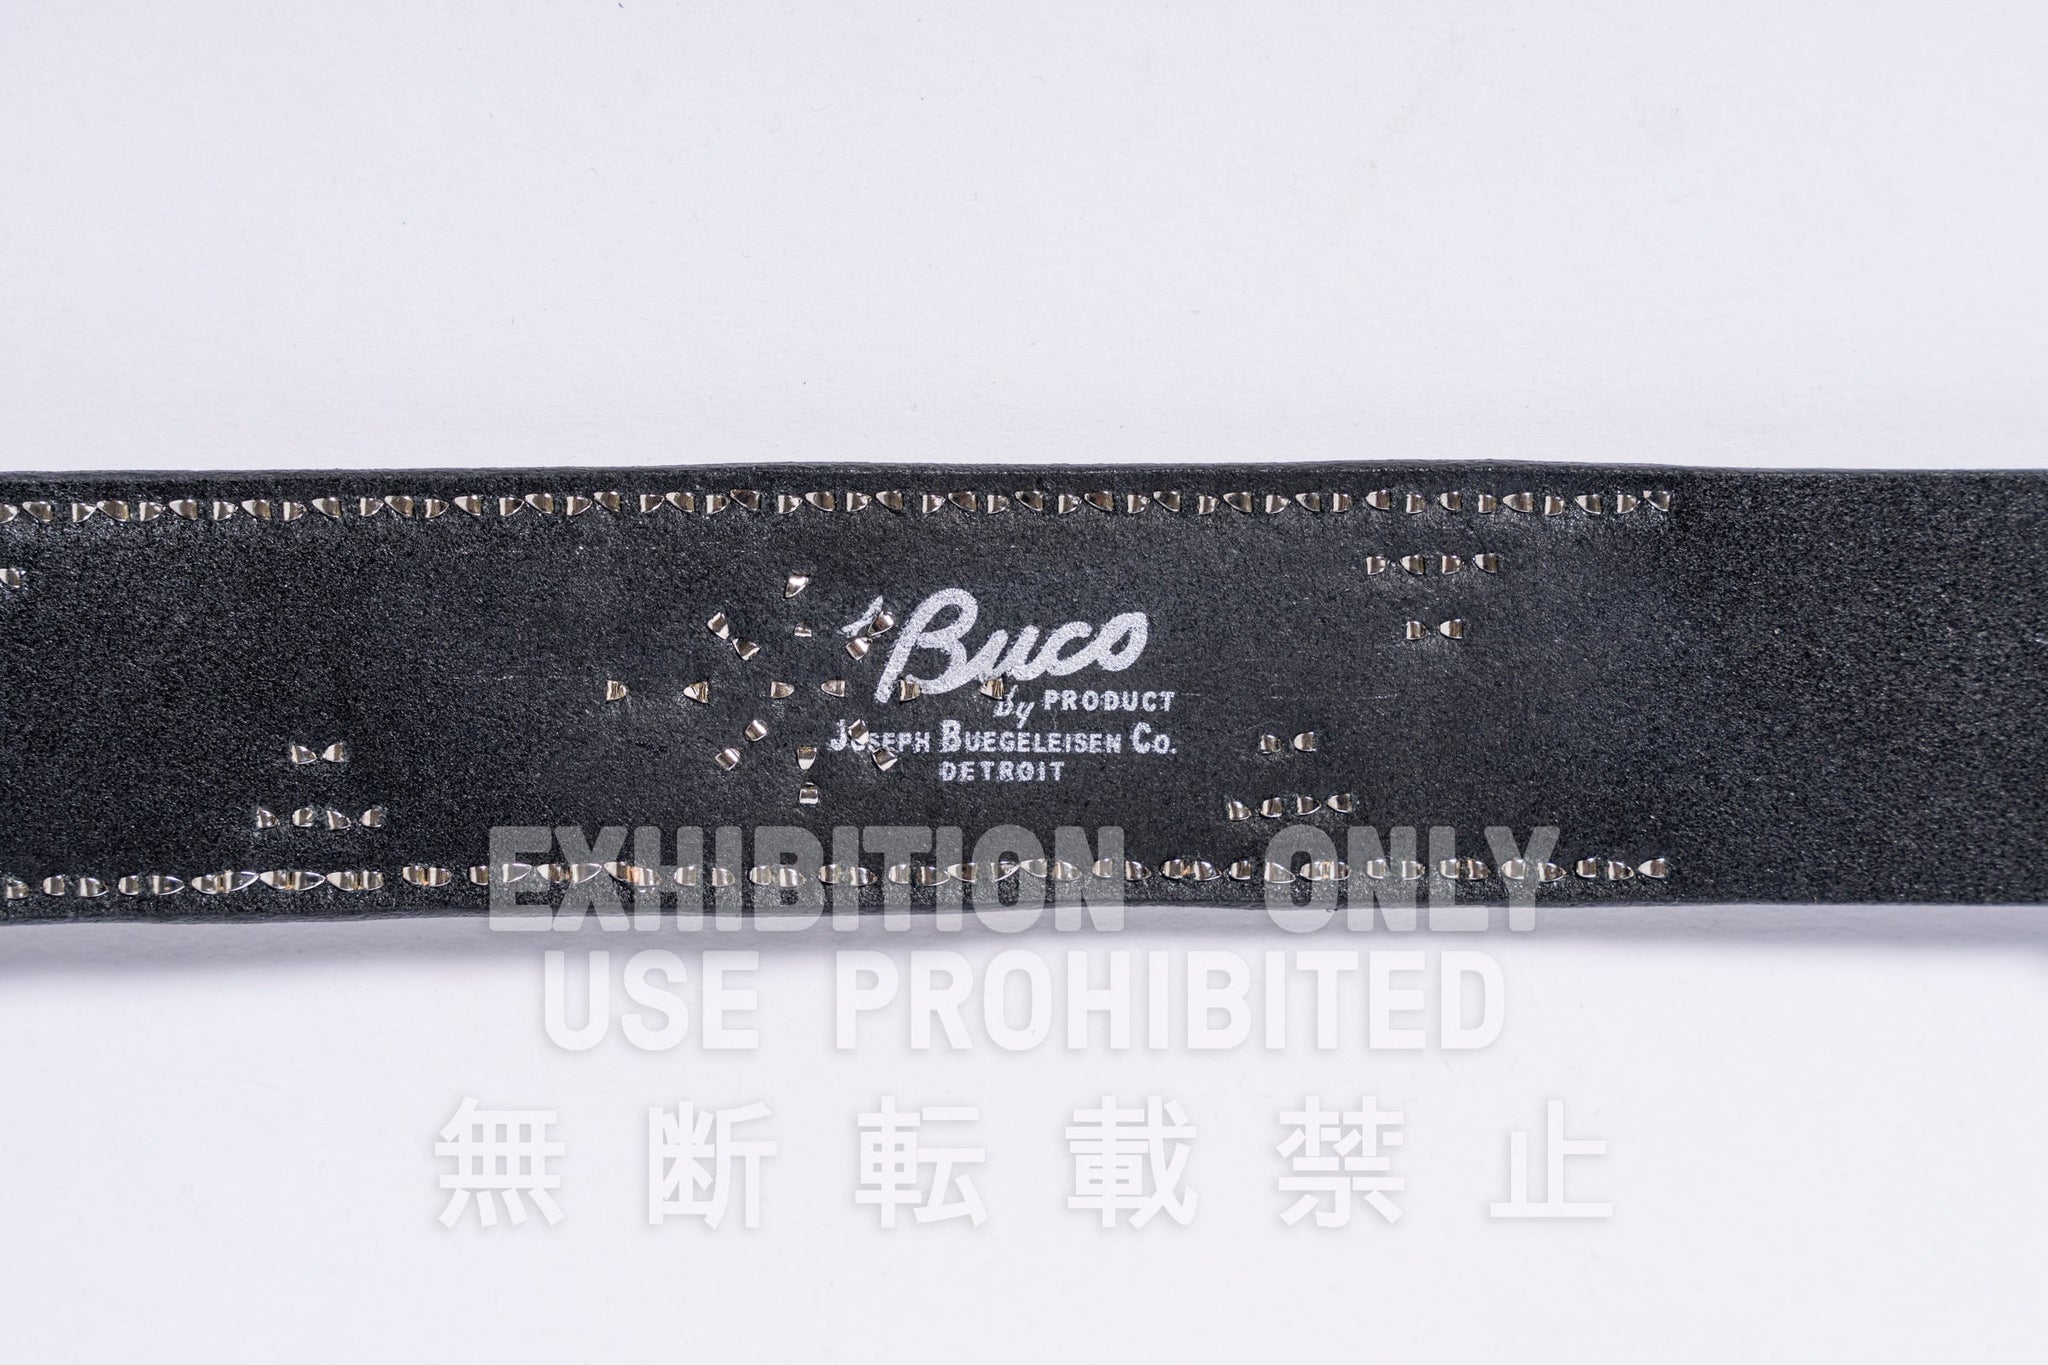 A Buco
by PRODUCT
JOSEPH BUEGELEISEN CO.
DETROIT
EXHIBITION ONLY
USE PROHIBITED
無断転載禁止